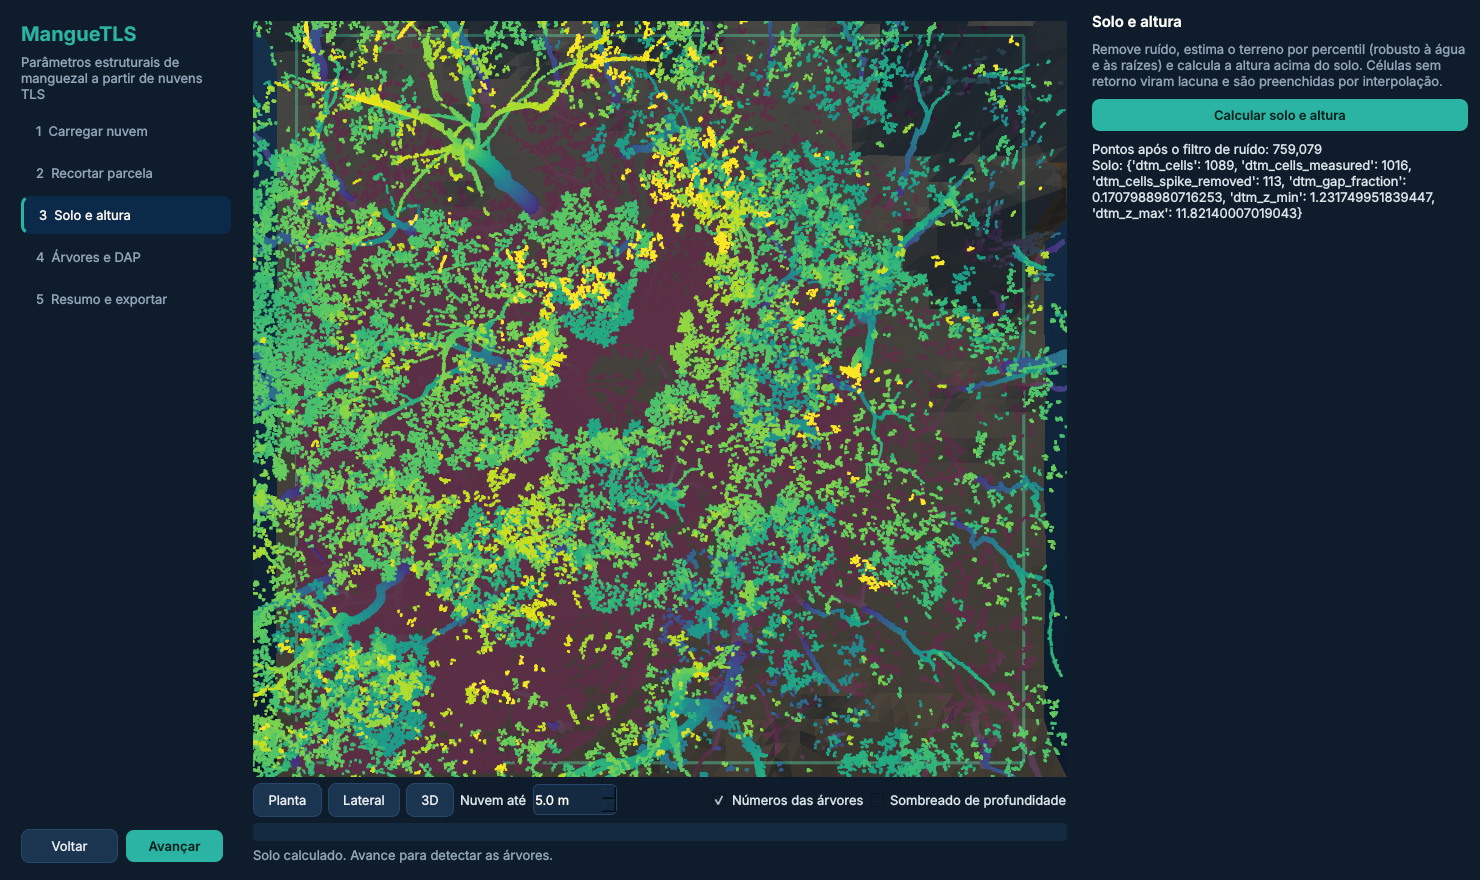 MangueTLS
Parâmetros estruturais de
manguezal a partir de nuvens
TLS
1 Carregar nuvem
2 Recortar parcela
3 Solo e altura
4 Árvores e DAP
5 Resumo e exportar
Voltar
Avançar
Planta
Lateral
3D
Nuvem até
5.0 m
✓ Números das árvores
Sombreado de profundidade
Solo calculado. Avance para detectar as árvores.
Solo e altura
Remove ruído, estima o terreno por percentil (robusto à água
e às raízes) e calcula a altura acima do solo. Células sem
retorno viram lacuna e são preenchidas por interpolação.
Calcular solo e altura
Pontos após o filtro de ruído: 759,079
Solo: {'dtm_cells': 1089, 'dtm_cells_measured': 1016,
'dtm_cells_spike_removed': 113, 'dtm_gap_fraction':
0.1707988980716253, 'dtm_z_min': 1.231749951839447,
'dtm_z_max': 11.82140007019043}